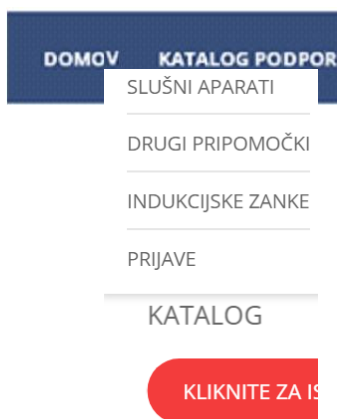 DOMOV KATALOG PODPOR
SLUŠNI APARATI
DRUGI PRIPOMOČKI
INDUKCIJSKE ZANKE
PRIJAVE
KATALOG
KLIKNITE ZA IS